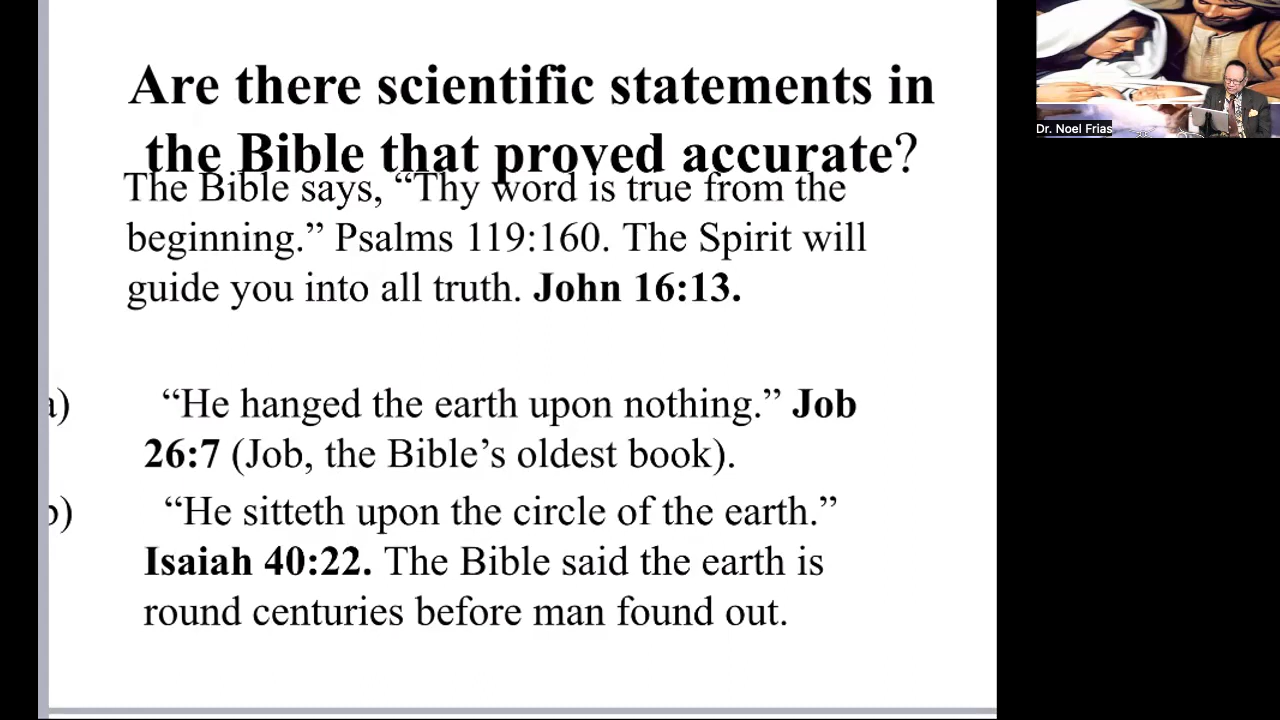 Are there scientific statements in
the Bible that proved accurate?
The Bible says, “Thy word is true from the
beginning.” Psalms 119:160. The Spirit will
guide you into all truth. John 16:13.
a) “He hanged the earth upon nothing.” Job
26:7 (Job, the Bible’s oldest book).
b) “He sitteth upon the circle of the earth.”
Isaiah 40:22. The Bible said the earth is
round centuries before man found out.
Dr. Noel Frias